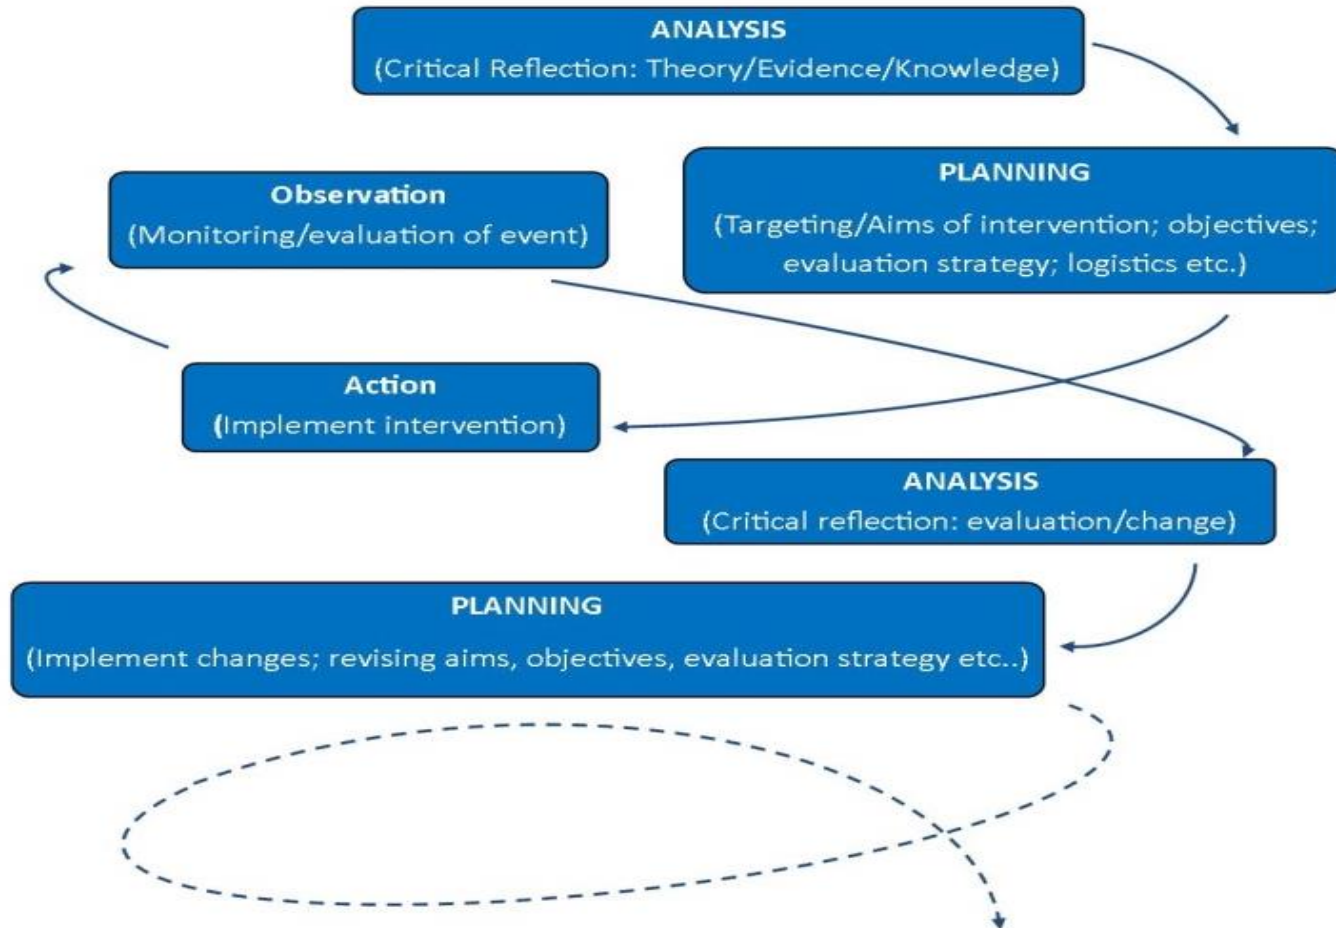 ANALYSIS
(Critical Reflection: Theory/Evidence/Knowledge)
PLANNING
(Targeting/Aims of intervention; objectives;
evaluation strategy; logistics etc.)
Observation
(Monitoring/evaluation of event)
Action
(Implement intervention)
ANALYSIS
(Critical reflection: evaluation/change)
PLANNING
(Implement changes; revising aims, objectives, evaluation strategy etc..)